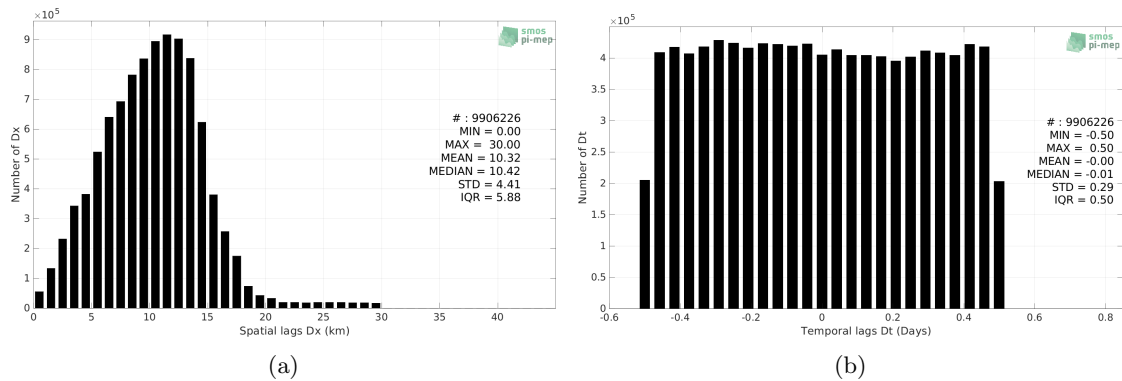 ×10⁵
9
8
7
6
5
4
3
2
1
0
0 5 10 15 20 25 30 35 40
Number of Dx
Spatial lags Dx (km)
smos
pi-mep
# : 9906226
MIN = 0.00
MAX = 30.00
MEAN = 10.32
MEDIAN = 10.42
STD = 4.41
IQR = 5.88
(a)
×10⁵
4
3.5
3
2.5
2
1.5
1
0.5
0
-0.6 -0.4 -0.2 0 0.2 0.4 0.6 0.8
Number of Dt
Temporal lags Dt (Days)
smos
pi-mep
# : 9906226
MIN = -0.50
MAX = 0.50
MEAN = -0.00
MEDIAN = -0.01
STD = 0.29
IQR = 0.50
(b)